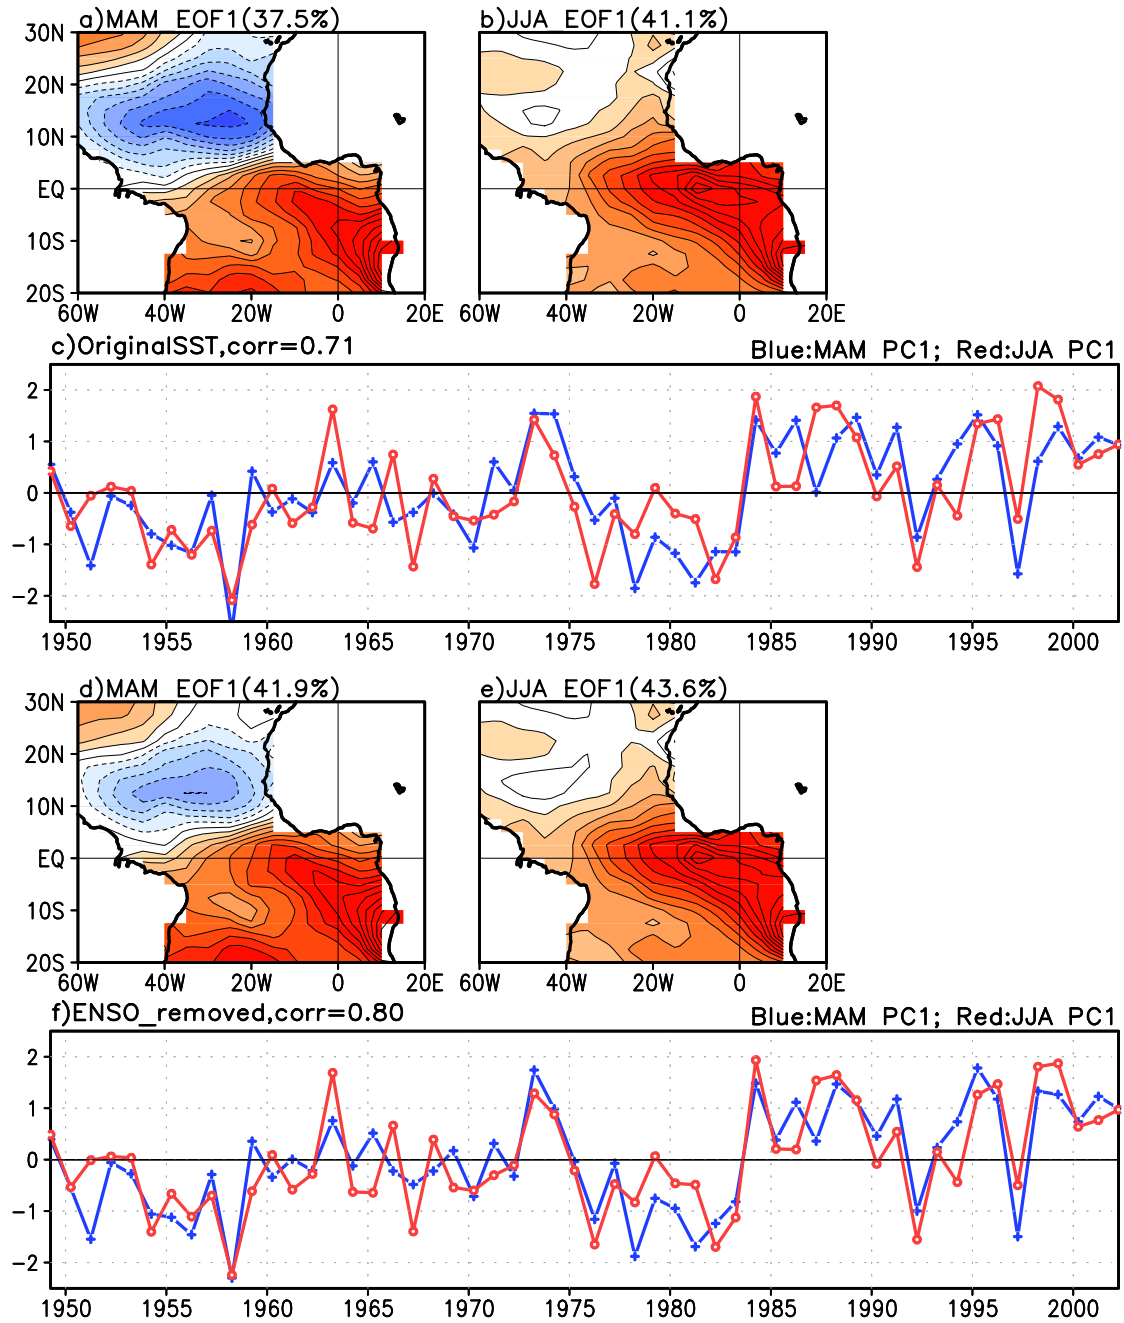 a)MAM EOF1(37.5%)
b)JJA EOF1(41.1%)
30N
20N
10N
EQ
10S
20S
60W 40W 20W 0 20E
60W 40W 20W 0 20E
c)OriginalSST,corr=0.71
Blue:MAM PC1; Red:JJA PC1
2
1
0
-1
-2
1950 1955 1960 1965 1970 1975 1980 1985 1990 1995 2000
d)MAM EOF1(41.9%)
e)JJA EOF1(43.6%)
30N
20N
10N
EQ
10S
20S
60W 40W 20W 0 20E
60W 40W 20W 0 20E
f)ENSO_removed,corr=0.80
Blue:MAM PC1; Red:JJA PC1
2
1
0
-1
-2
1950 1955 1960 1965 1970 1975 1980 1985 1990 1995 2000